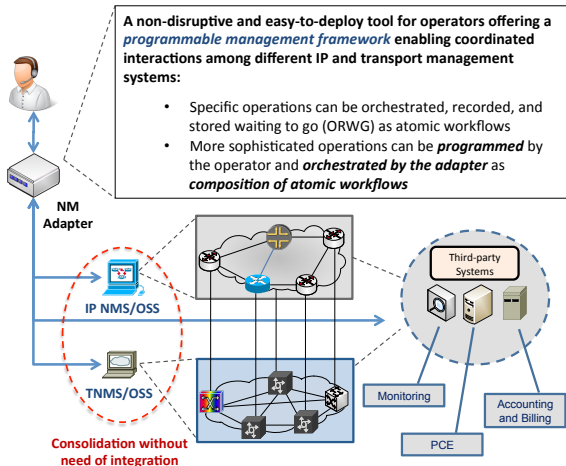 A non-disruptive and easy-to-deploy tool for operators offering a
programmable management framework enabling coordinated
interactions among different IP and transport management
systems:
• Specific operations can be orchestrated, recorded, and
stored waiting to go (ORWG) as atomic workflows
• More sophisticated operations can be programmed by
the operator and orchestrated by the adapter as
composition of atomic workflows
NM
Adapter
IP NMS/OSS
TNMS/OSS
Consolidation without
need of integration
Third-party
Systems
Monitoring
PCE
Accounting
and Billing